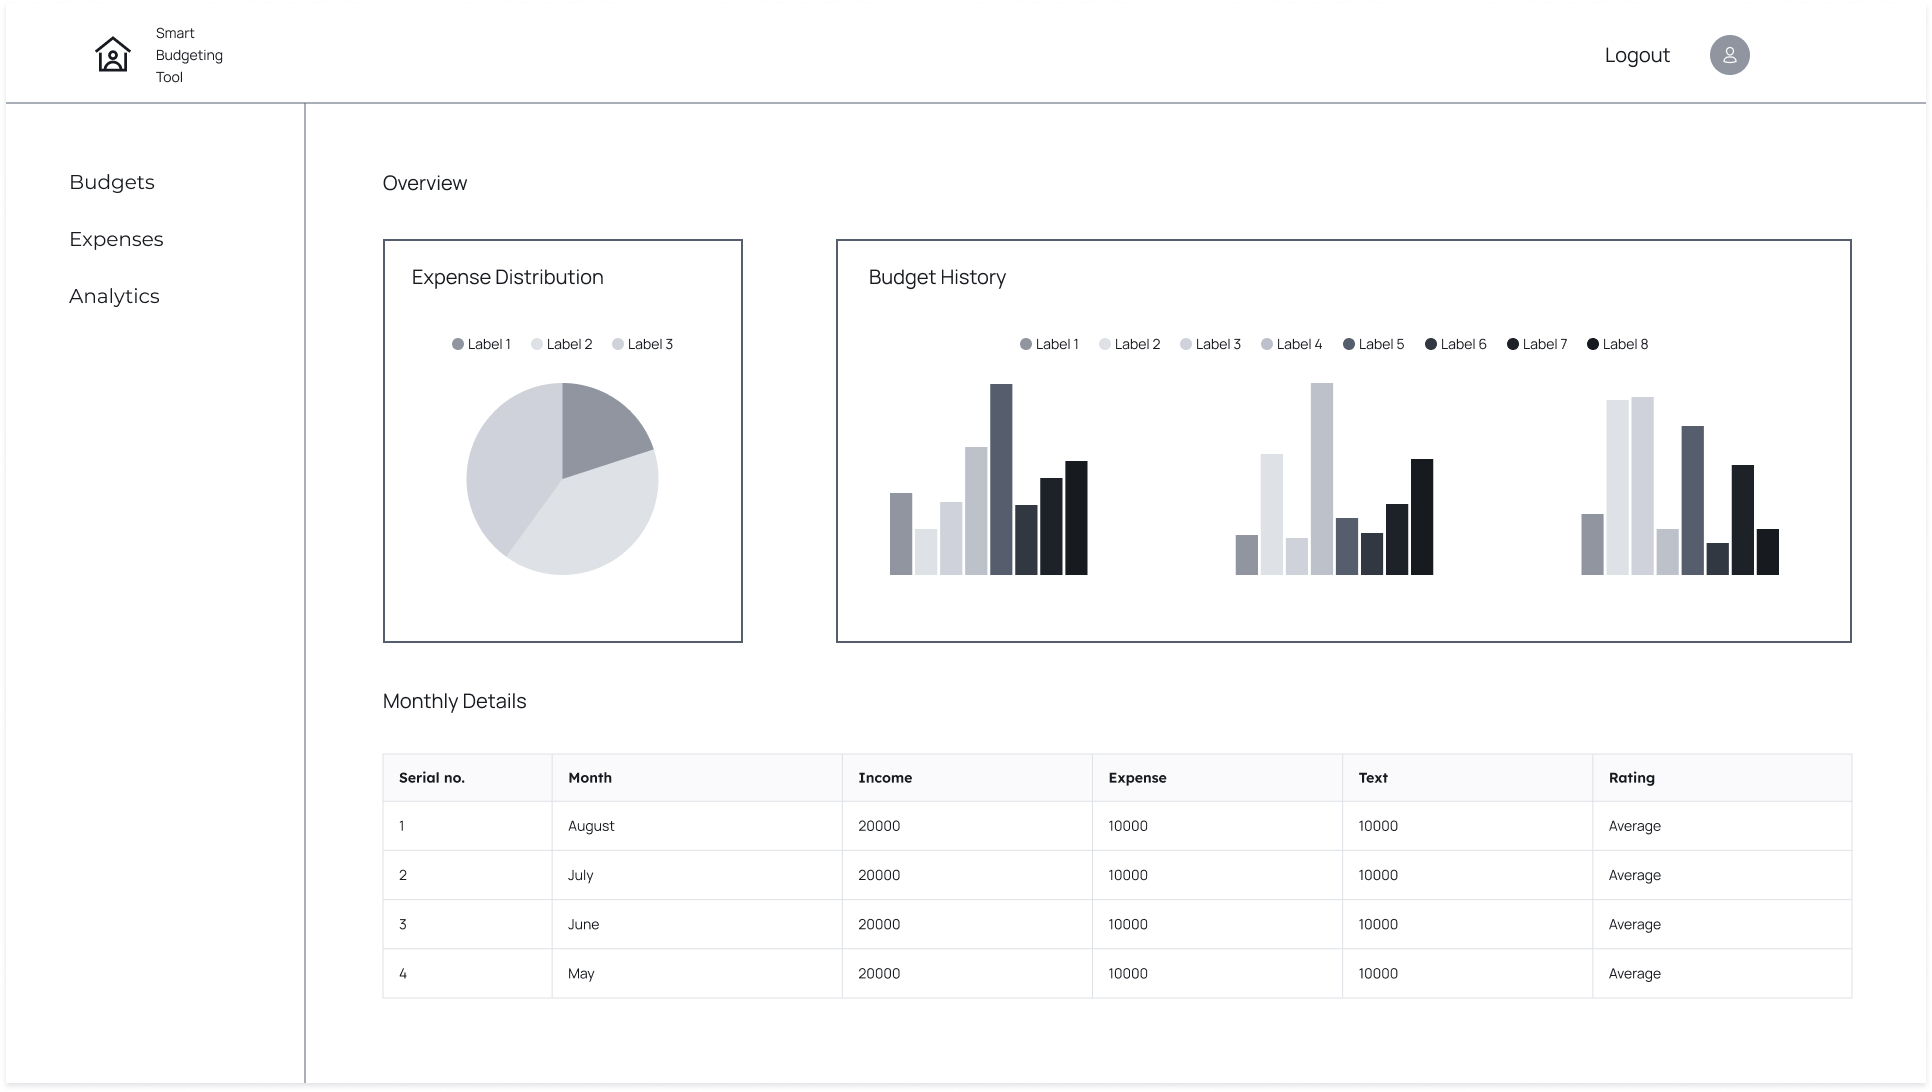 Smart
Budgeting
Tool
Logout
Budgets
Expenses
Analytics
Overview
Expense Distribution
Label 1 Label 2 Label 3
Budget History
Label 1 Label 2 Label 3 Label 4 Label 5 Label 6 Label 7 Label 8
Monthly Details
Serial no. Month Income Expense Text Rating
1 August 20000 10000 10000 Average
2 July 20000 10000 10000 Average
3 June 20000 10000 10000 Average
4 May 20000 10000 10000 Average